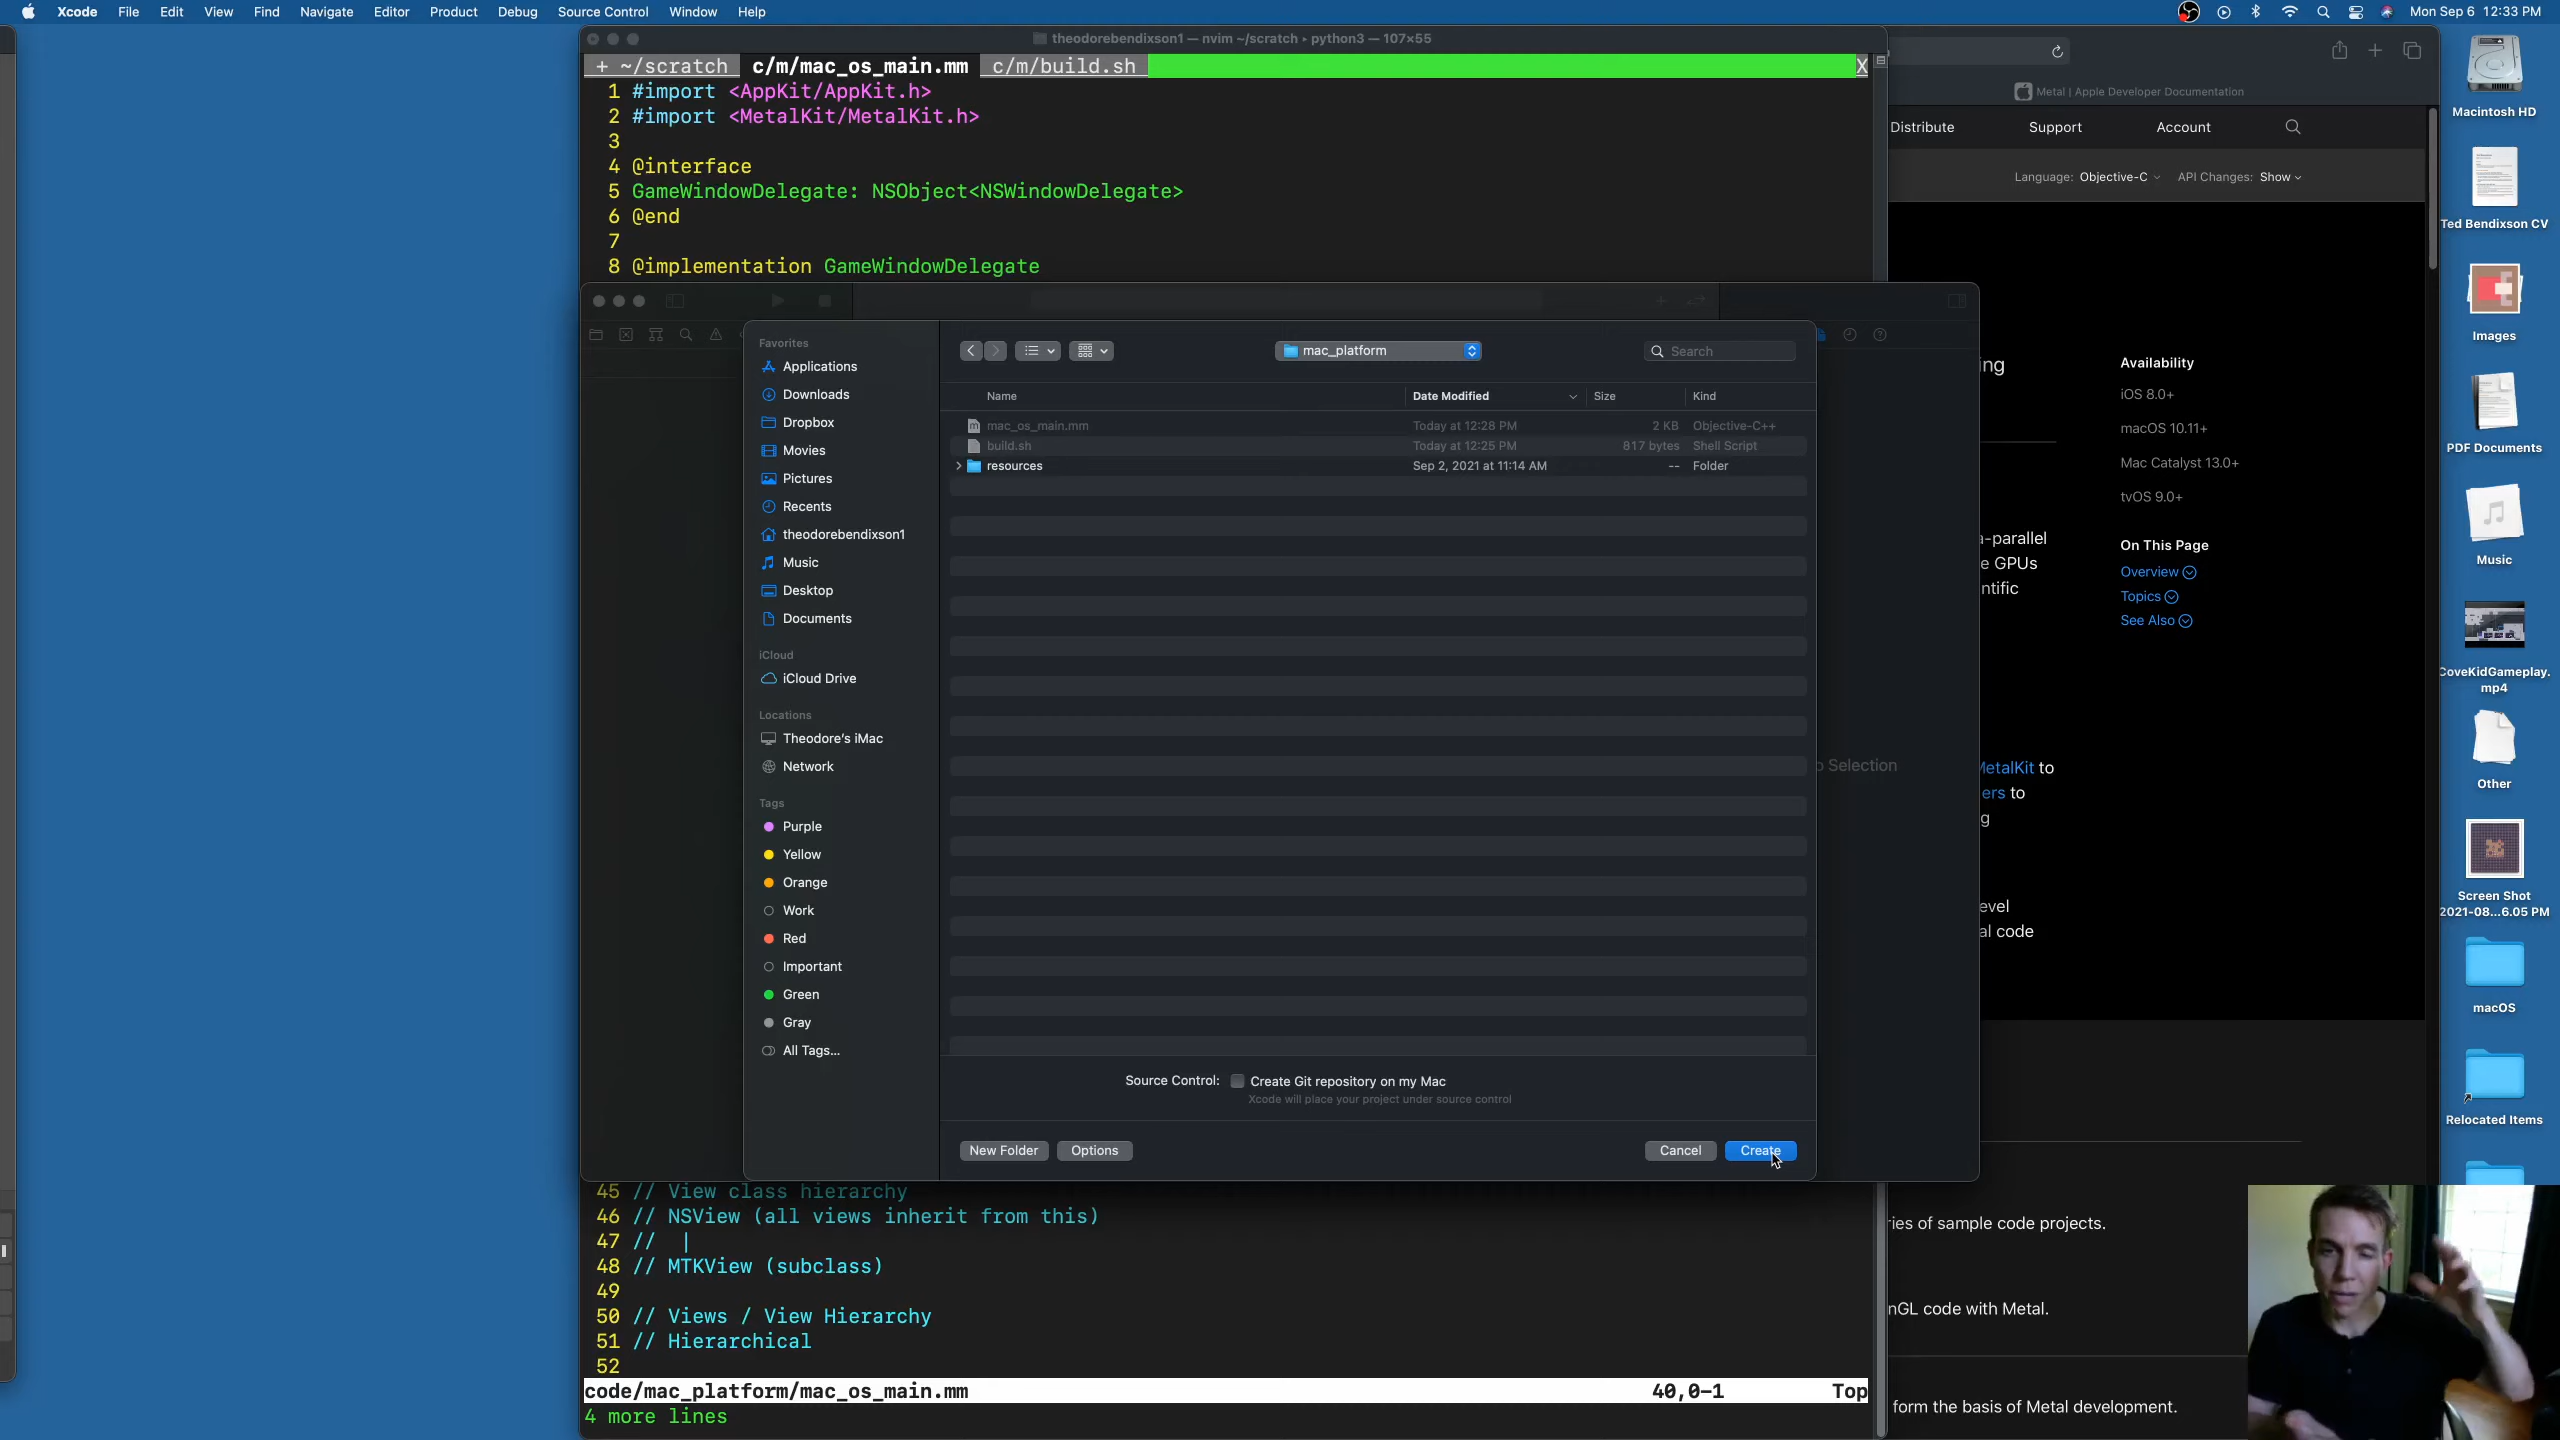 Xcode File Edit View Find Navigate Editor Product Debug Source Control Window Help
Mon Sep 6 12:33 PM
theodorebendixson1 — nvim ~/scratch ▸ python3 — 107×55
+ ~/scratch c/m/mac_os_main.mm c/m/build.sh X
1 #import <AppKit/AppKit.h>
2 #import <MetalKit/MetalKit.h>
3
4 @interface
5 GameWindowDelegate: NSObject<NSWindowDelegate>
6 @end
7
8 @implementation GameWindowDelegate
Favorites
Applications
Downloads
Dropbox
Movies
Pictures
Recents
theodorebendixson1
Music
Desktop
Documents
iCloud
iCloud Drive
Locations
Theodore's iMac
Network
Tags
Purple
Yellow
Orange
Work
Red
Important
Green
Gray
All Tags...
mac_platform
Search
Name Date Modified Size Kind
mac_os_main.mm Today at 12:28 PM 2 KB Objective-C++
build.sh Today at 12:25 PM 817 bytes Shell Script
resources Sep 2, 2021 at 11:14 AM -- Folder
Source Control: Create Git repository on my Mac
Xcode will place your project under source control
New Folder Options Cancel Create
Selection
45 // View class hierarchy
46 // NSView (all views inherit from this)
47 // |
48 // MTKView (subclass)
49
50 // Views / View Hierarchy
51 // Hierarchical
52
code/mac_platform/mac_os_main.mm 40,0-1 Top
4 more lines
Metal | Apple Developer Documentation
Distribute Support Account
Language: Objective-C API Changes: Show
ing
Availability
iOS 8.0+
macOS 10.11+
Mac Catalyst 13.0+
tvOS 9.0+
On This Page
Overview
Topics
See Also
a-parallel
e GPUs
ntific
MetalKit to
ers to
g
evel
al code
ries of sample code projects.
nGL code with Metal.
form the basis of Metal development.
Macintosh HD
Ted Bendixson CV
Images
PDF Documents
Music
CoveKidGameplay.
mp4
Other
Screen Shot
2021-08...6.05 PM
macOS
Relocated Items